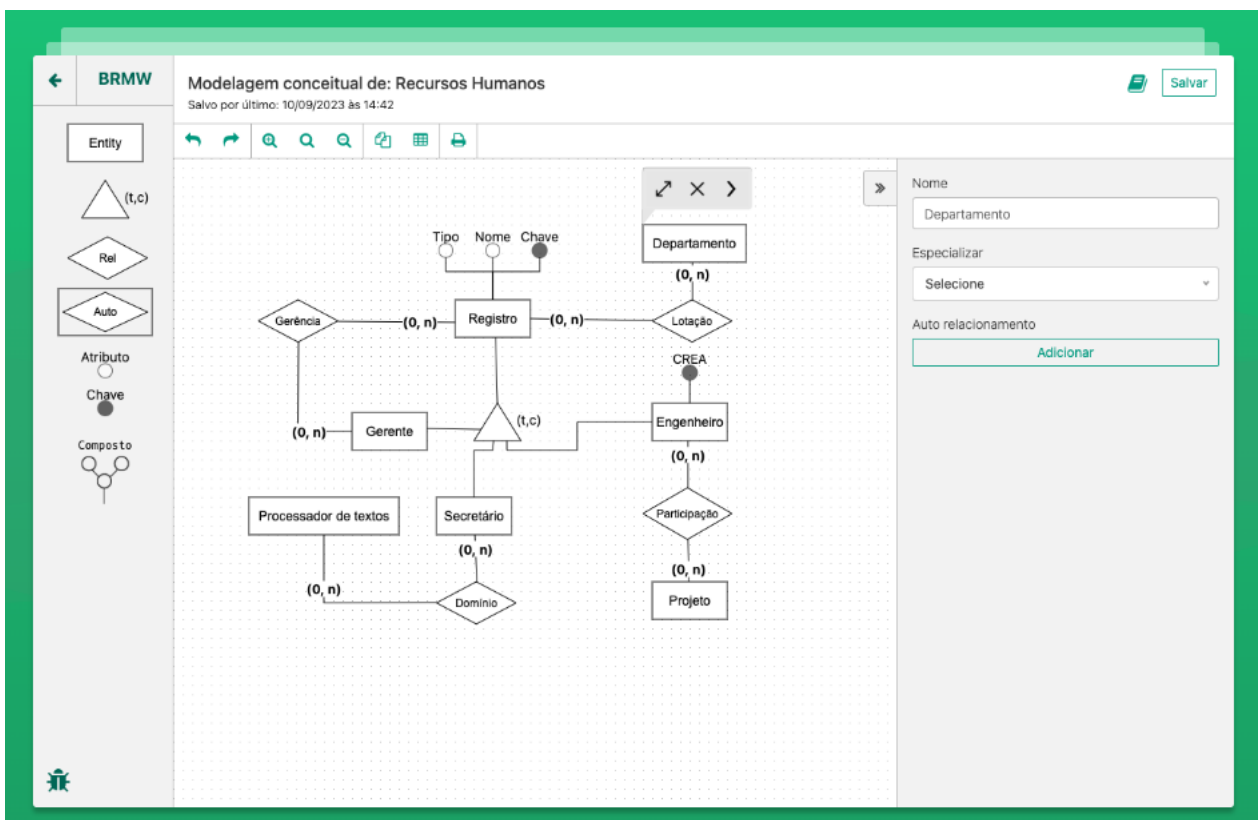 BRMW
Modelagem conceitual de: Recursos Humanos
Salvo por último: 10/09/2023 às 14:42
Salvar
Entity
(t,c)
Rel
Auto
Atributo
Chave
Composto
Tipo Nome Chave
Departamento
(0, n)
Gerência
(0, n)
Registro
(0, n)
Lotação
CREA
(t,c)
Engenheiro
(0, n)
Gerente
(0, n)
Processador de textos
Secretário
Participação
(0, n)
(0, n)
(0, n)
Domínio
Projeto
Nome
Departamento
Especializar
Selecione
Auto relacionamento
Adicionar